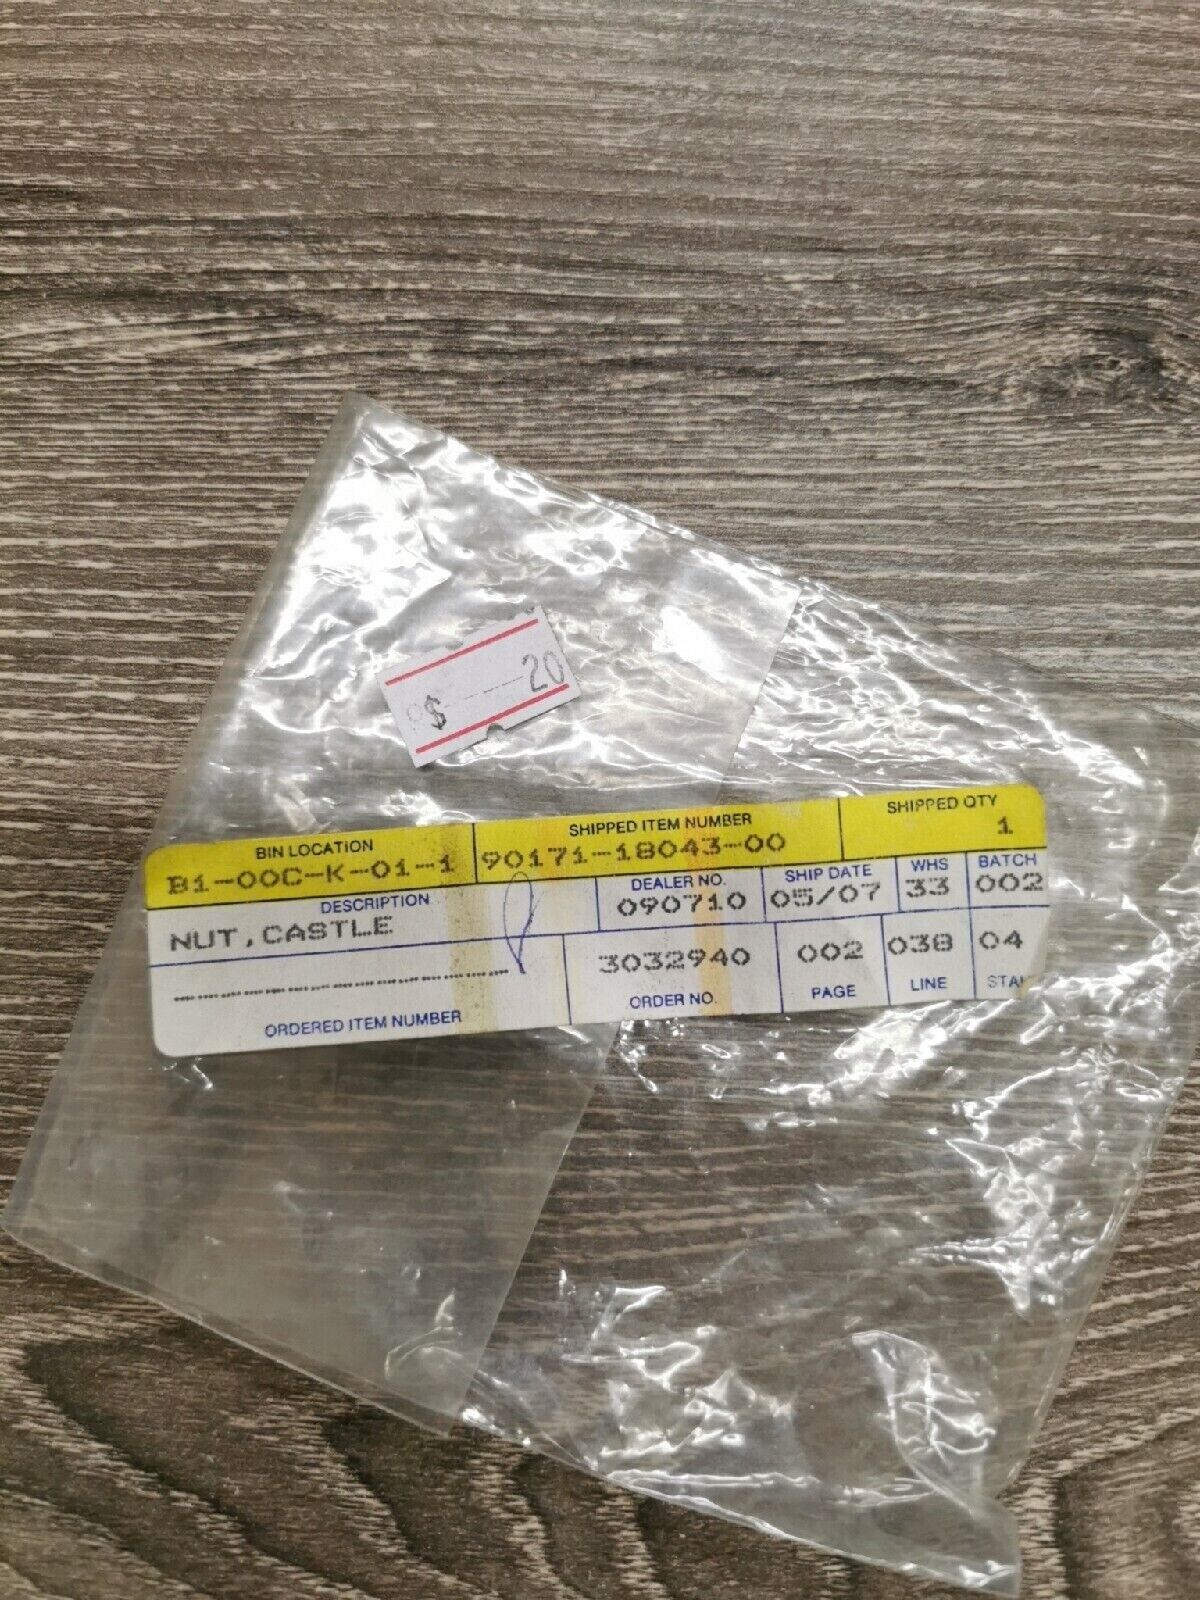 $ ----20
BIN LOCATION SHIPPED ITEM NUMBER SHIPPED QTY
B1-00C-K-01-1 90171-18043-00 1
DESCRIPTION DEALER NO. SHIP DATE WHS BATCH
NUT,CASTLE 090710 05/07 33 002
3032940 002 038 04
ORDERED ITEM NUMBER ORDER NO. PAGE LINE